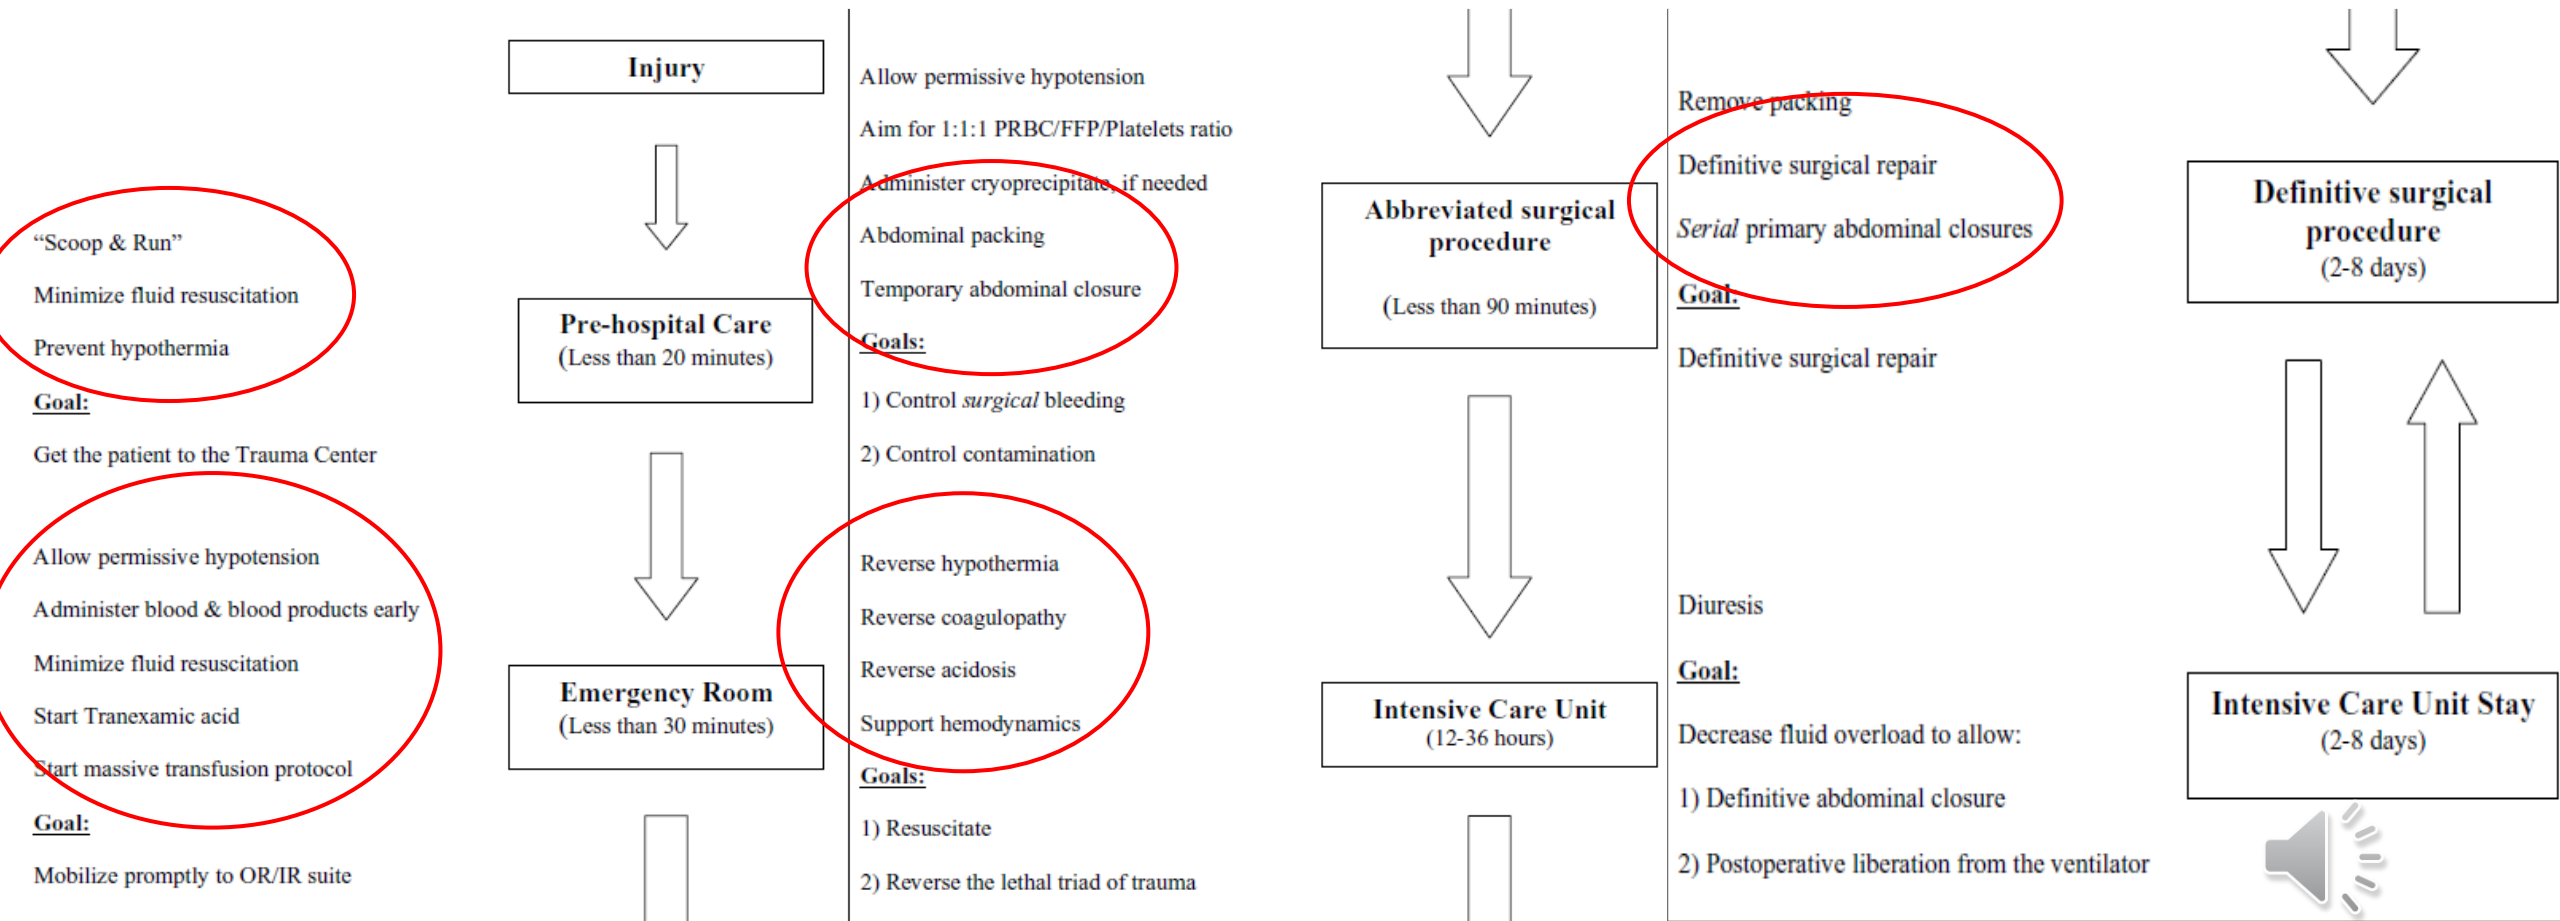 Injury
“Scoop & Run”
Minimize fluid resuscitation
Prevent hypothermia
Goal:
Get the patient to the Trauma Center
Pre-hospital Care
(Less than 20 minutes)
Allow permissive hypotension
Administer blood & blood products early
Minimize fluid resuscitation
Start Tranexamic acid
Start massive transfusion protocol
Goal:
Mobilize promptly to OR/IR suite
Emergency Room
(Less than 30 minutes)
Allow permissive hypotension
Aim for 1:1:1 PRBC/FFP/Platelets ratio
Administer cryoprecipitate, if needed
Abdominal packing
Temporary abdominal closure
Goals:
1) Control surgical bleeding
2) Control contamination
Abbreviated surgical
procedure
(Less than 90 minutes)
Reverse hypothermia
Reverse coagulopathy
Reverse acidosis
Support hemodynamics
Goals:
1) Resuscitate
2) Reverse the lethal triad of trauma
Intensive Care Unit
(12-36 hours)
Remove packing
Definitive surgical repair
Serial primary abdominal closures
Goal:
Definitive surgical repair
Definitive surgical
procedure
(2-8 days)
Diuresis
Goal:
Decrease fluid overload to allow:
1) Definitive abdominal closure
2) Postoperative liberation from the ventilator
Intensive Care Unit Stay
(2-8 days)